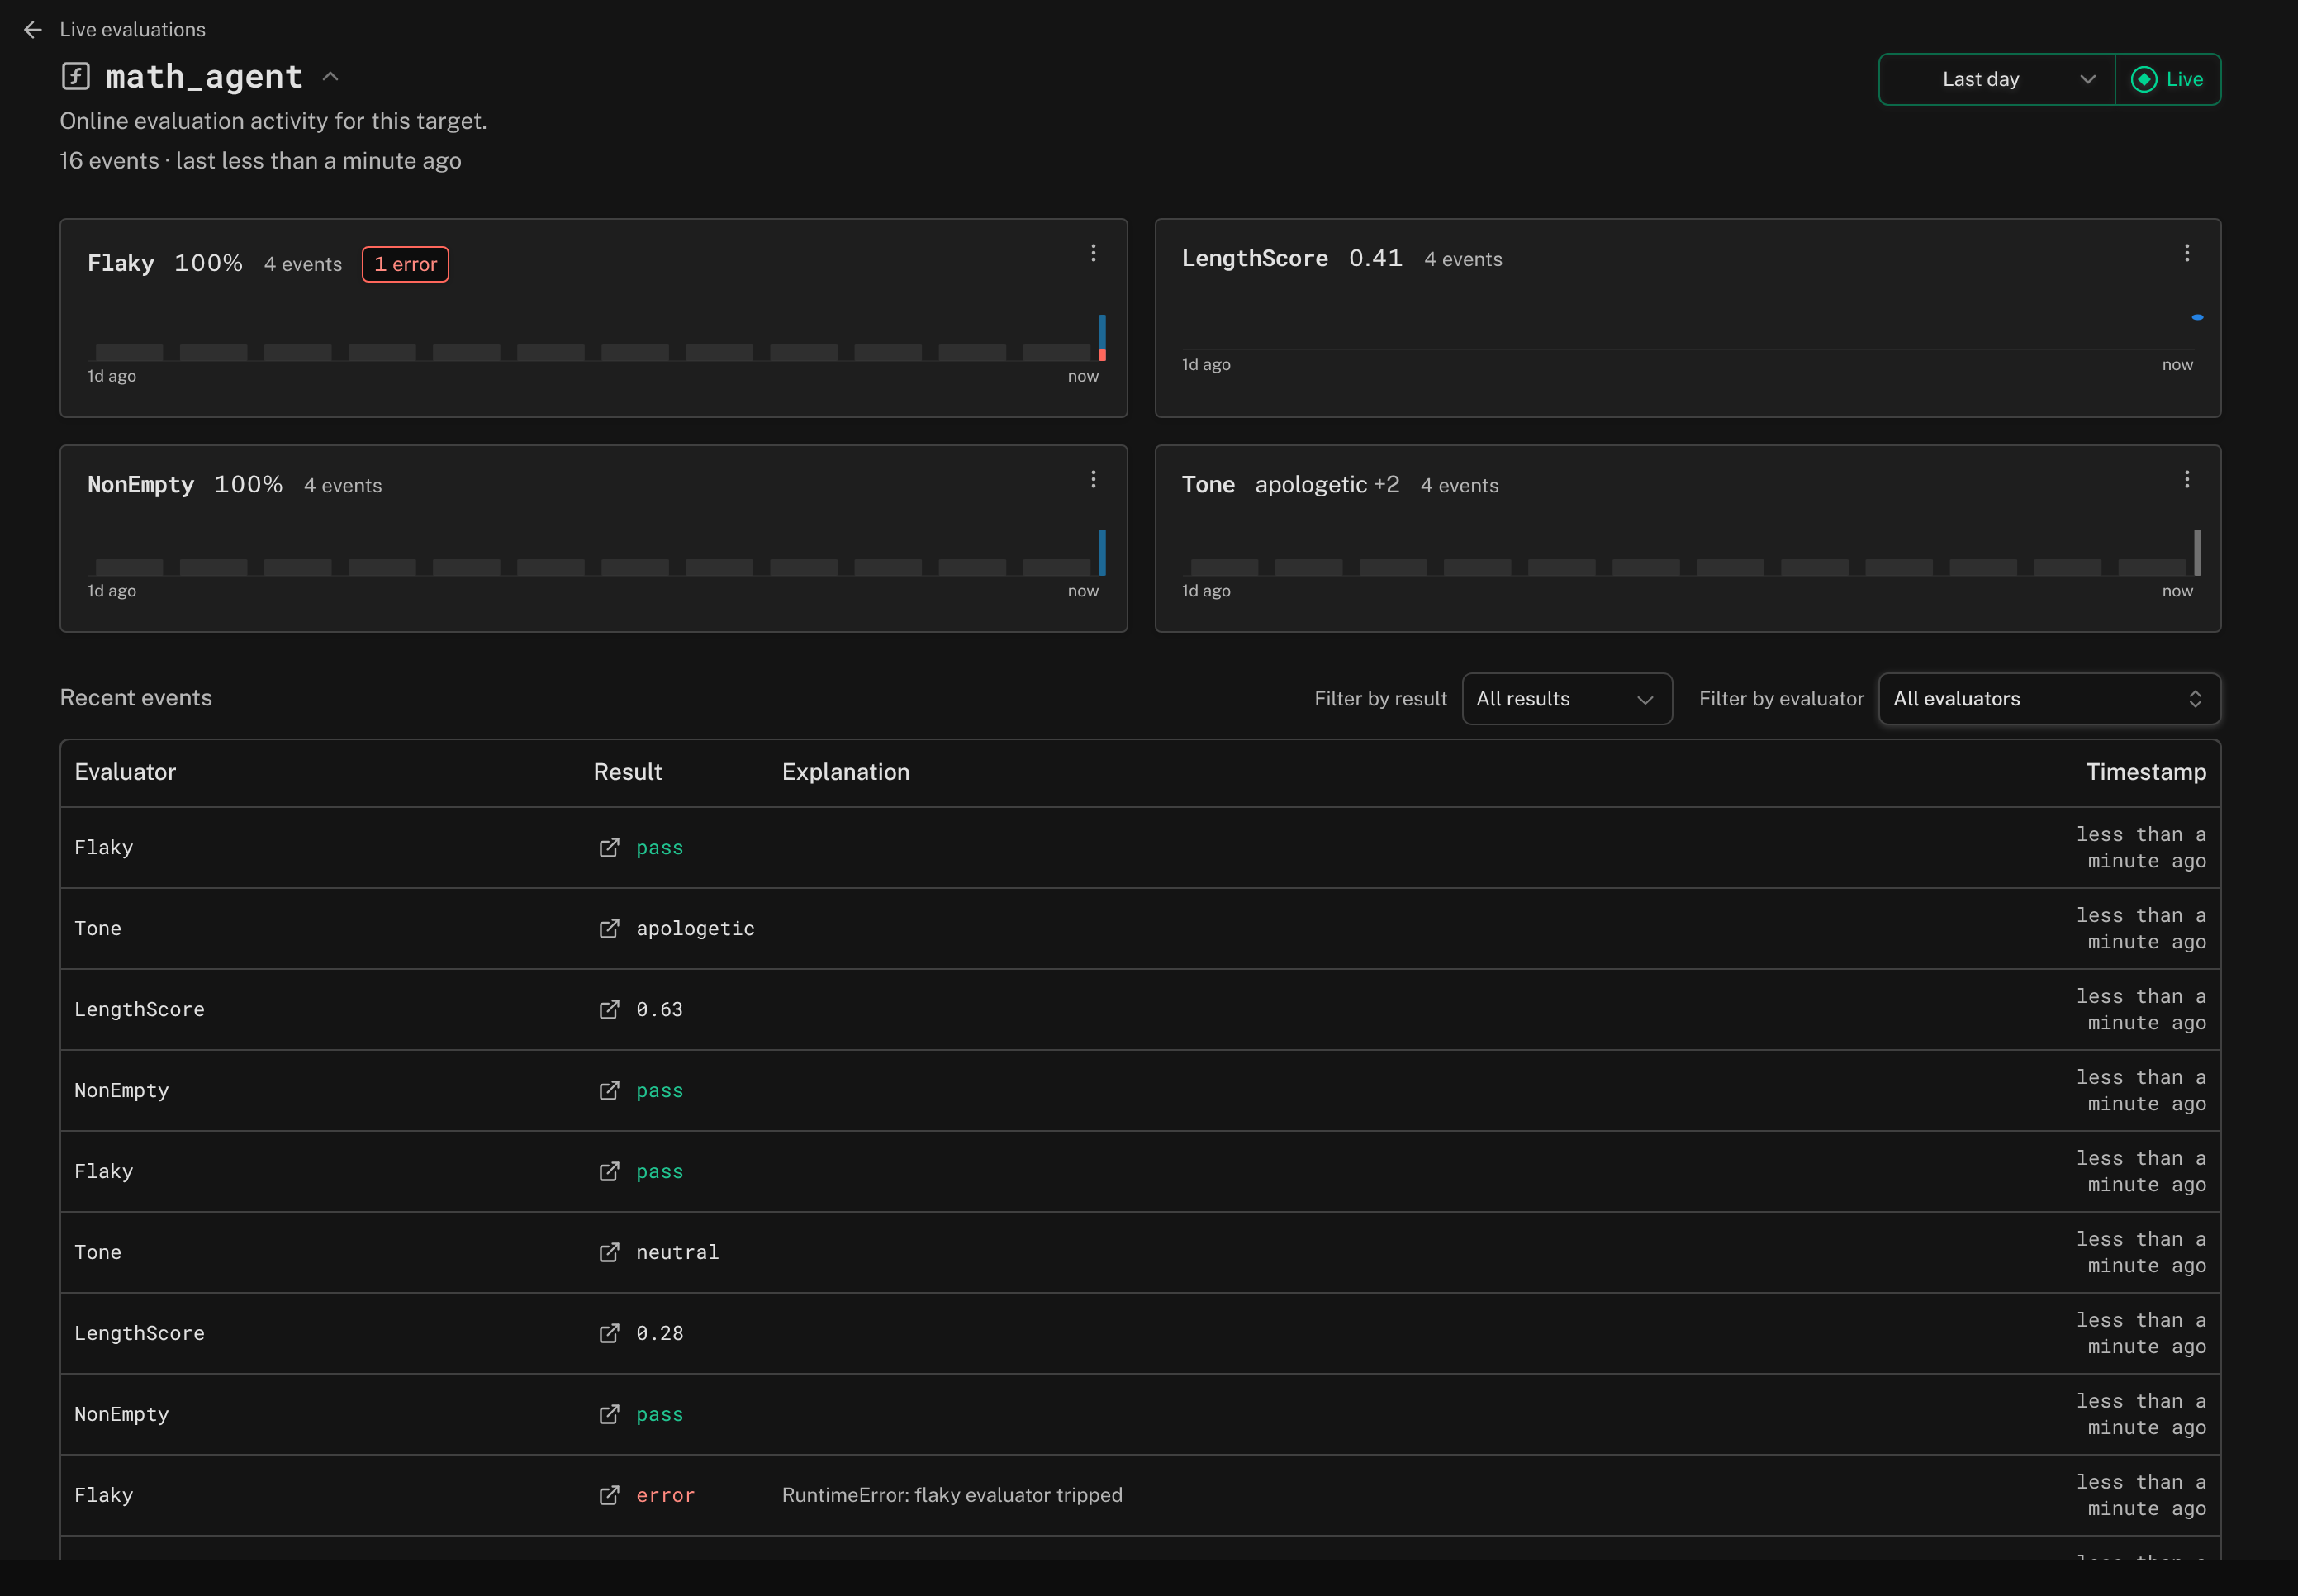 Live evaluations
math_agent
Last day
Live
Online evaluation activity for this target.
16 events · last less than a minute ago
Flaky 100% 4 events 1 error
1d ago now
LengthScore 0.41 4 events
1d ago now
NonEmpty 100% 4 events
1d ago now
Tone apologetic +2 4 events
1d ago now
Recent events
Filter by result All results Filter by evaluator All evaluators
Evaluator Result Explanation Timestamp
Flaky pass less than a
minute ago
Tone apologetic less than a
minute ago
LengthScore 0.63 less than a
minute ago
NonEmpty pass less than a
minute ago
Flaky pass less than a
minute ago
Tone neutral less than a
minute ago
LengthScore 0.28 less than a
minute ago
NonEmpty pass less than a
minute ago
Flaky error RuntimeError: flaky evaluator tripped less than a
minute ago